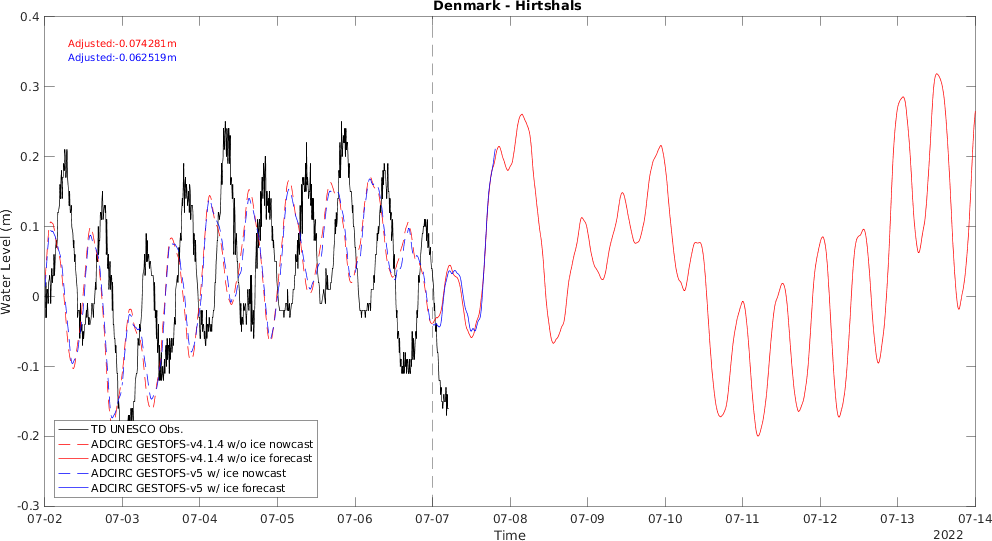 Denmark - Hirtshals
0.4
Adjusted:-0.074281m
Adjusted:-0.062519m
0.3
0.2
0.1
0
-0.1
-0.2
-0.3
Water Level (m)
TD UNESCO Obs.
ADCIRC GESTOFS-v4.1.4 w/o ice nowcast
ADCIRC GESTOFS-v4.1.4 w/o ice forecast
ADCIRC GESTOFS-v5 w/ ice nowcast
ADCIRC GESTOFS-v5 w/ ice forecast
07-02 07-03 07-04 07-05 07-06 07-07 07-08 07-09 07-10 07-11 07-12 07-13 07-14
Time
2022